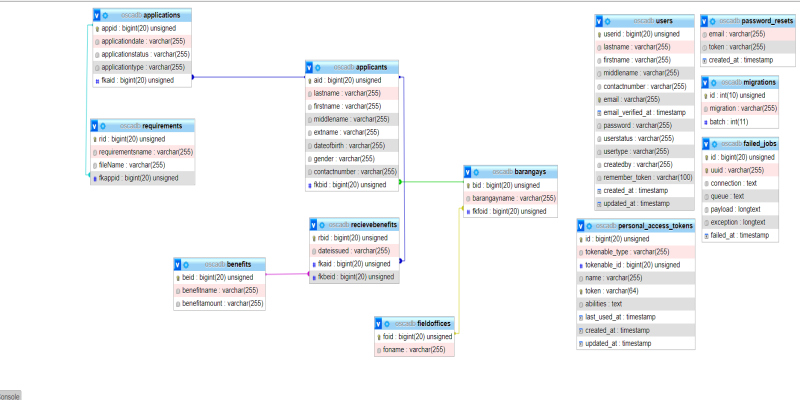 v oscadb applications
appid : bigint(20) unsigned
applicationdate : varchar(255)
applicationstatus : varchar(255)
applicationtype : varchar(255)
fkaid : bigint(20) unsigned
v oscadb requirements
rid : bigint(20) unsigned
requirementsname : varchar(255)
fileName : varchar(255)
fkappid : bigint(20) unsigned
v oscadb applicants
aid : bigint(20) unsigned
lastname : varchar(255)
firstname : varchar(255)
middlename : varchar(255)
extname : varchar(255)
dateofbirth : varchar(255)
gender : varchar(255)
contactnumber : varchar(255)
fkbid : bigint(20) unsigned
v oscadb recievebenefits
rbid : bigint(20) unsigned
dateissued : varchar(255)
fkaid : bigint(20) unsigned
fkbeid : bigint(20) unsigned
v oscadb benefits
beid : bigint(20) unsigned
benefitname : varchar(255)
benefitamount : varchar(255)
v oscadb barangays
bid : bigint(20) unsigned
barangayname : varchar(255)
fkfoid : bigint(20) unsigned
v oscadb fieldoffices
foid : bigint(20) unsigned
foname : varchar(255)
v oscadb users
userid : bigint(20) unsigned
lastname : varchar(255)
firstname : varchar(255)
middlename : varchar(255)
contactnumber : varchar(255)
email : varchar(255)
email_verified_at : timestamp
password : varchar(255)
userstatus : varchar(255)
usertype : varchar(255)
createdby : varchar(255)
remember_token : varchar(100)
created_at : timestamp
updated_at : timestamp
v oscadb personal_access_tokens
id : bigint(20) unsigned
tokenable_type : varchar(255)
tokenable_id : bigint(20) unsigned
name : varchar(255)
token : varchar(64)
abilities : text
last_used_at : timestamp
created_at : timestamp
updated_at : timestamp
v oscadb password_resets
email : varchar(255)
token : varchar(255)
created_at : timestamp
v oscadb migrations
id : int(10) unsigned
migration : varchar(255)
batch : int(11)
v oscadb failed_jobs
id : bigint(20) unsigned
uuid : varchar(255)
connection : text
queue : text
payload : longtext
exception : longtext
failed_at : timestamp
onsole